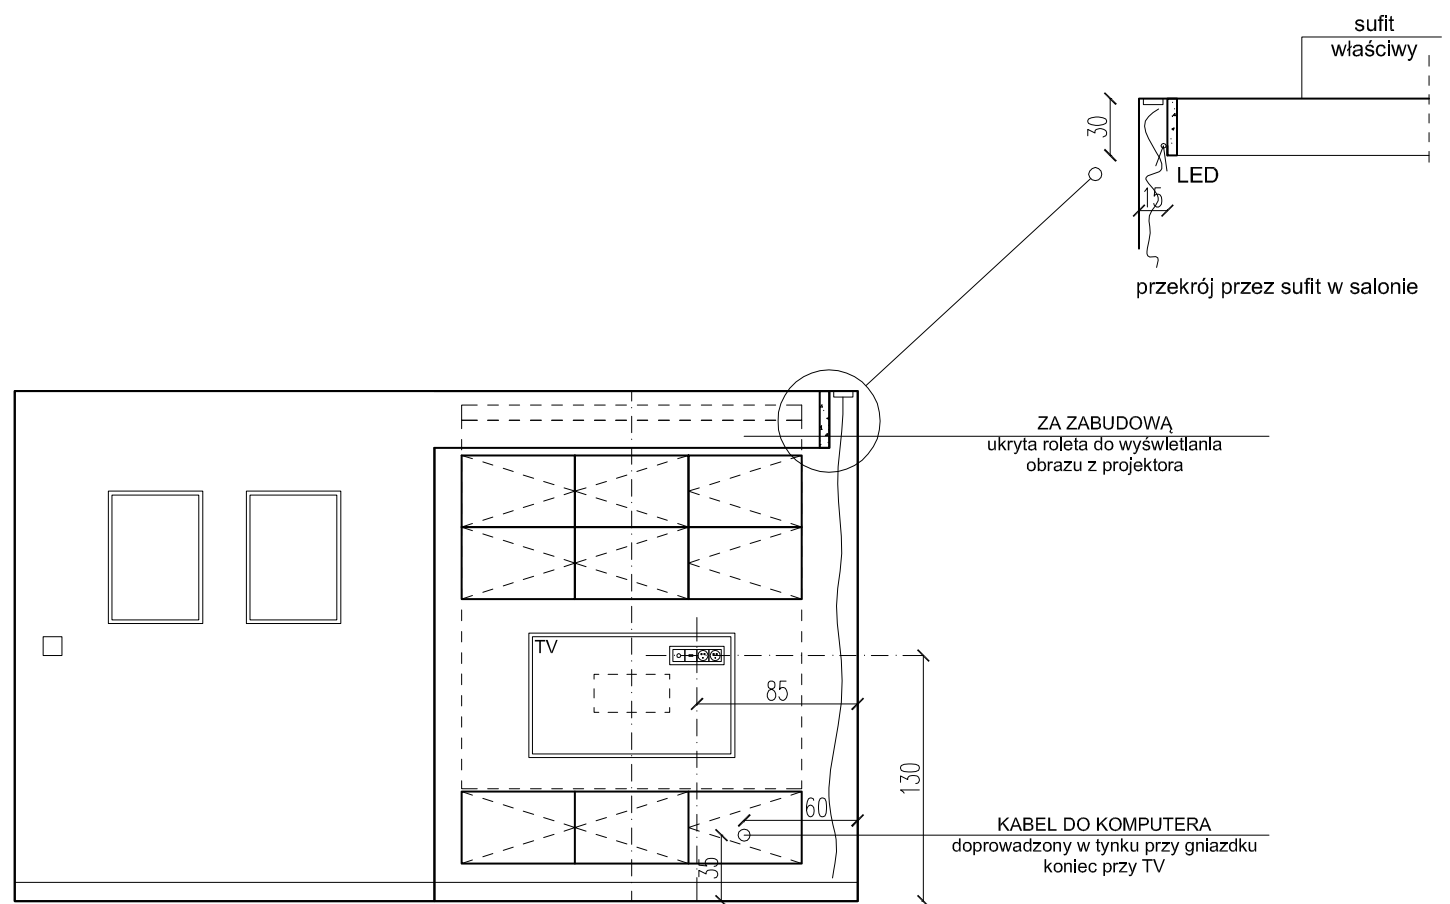 sufit
właściwy
30
LED
15
przekrój przez sufit w salonie
ZA ZABUDOWĄ
ukryta roleta do wyświetlania
obrazu z projektora
TV
85
130
60
KABEL DO KOMPUTERA
doprowadzony w tynku przy gniazdku
koniec przy TV
35